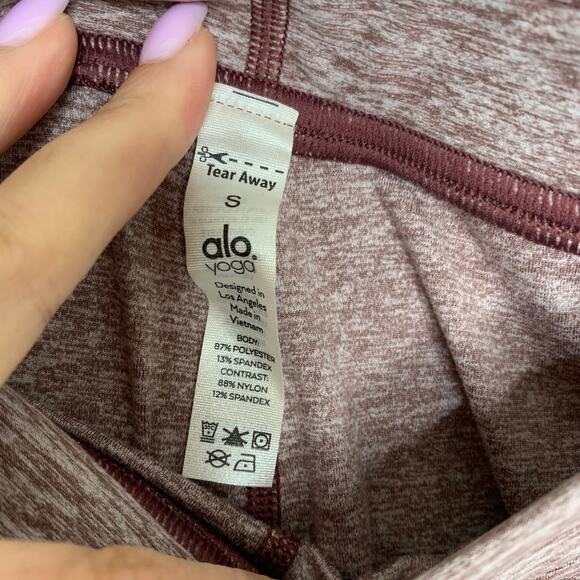 Tear Away
S
alo.
yoga
Designed in
Los Angeles
Made in
Vietnam
BODY:
87% POLYESTER
13% SPANDEX
CONTRAST:
88% NYLON
12% SPANDEX